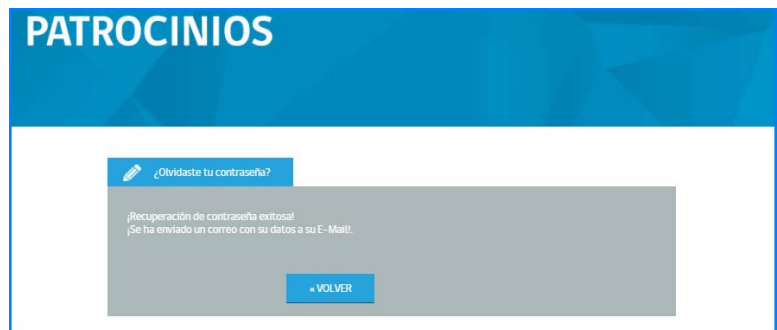 PATROCINIOS
¿Olvidaste tu contraseña?
¡Recuperación de contraseña exitosa!
¡Se ha enviado un correo con su datos a su E-Mail!.
« VOLVER